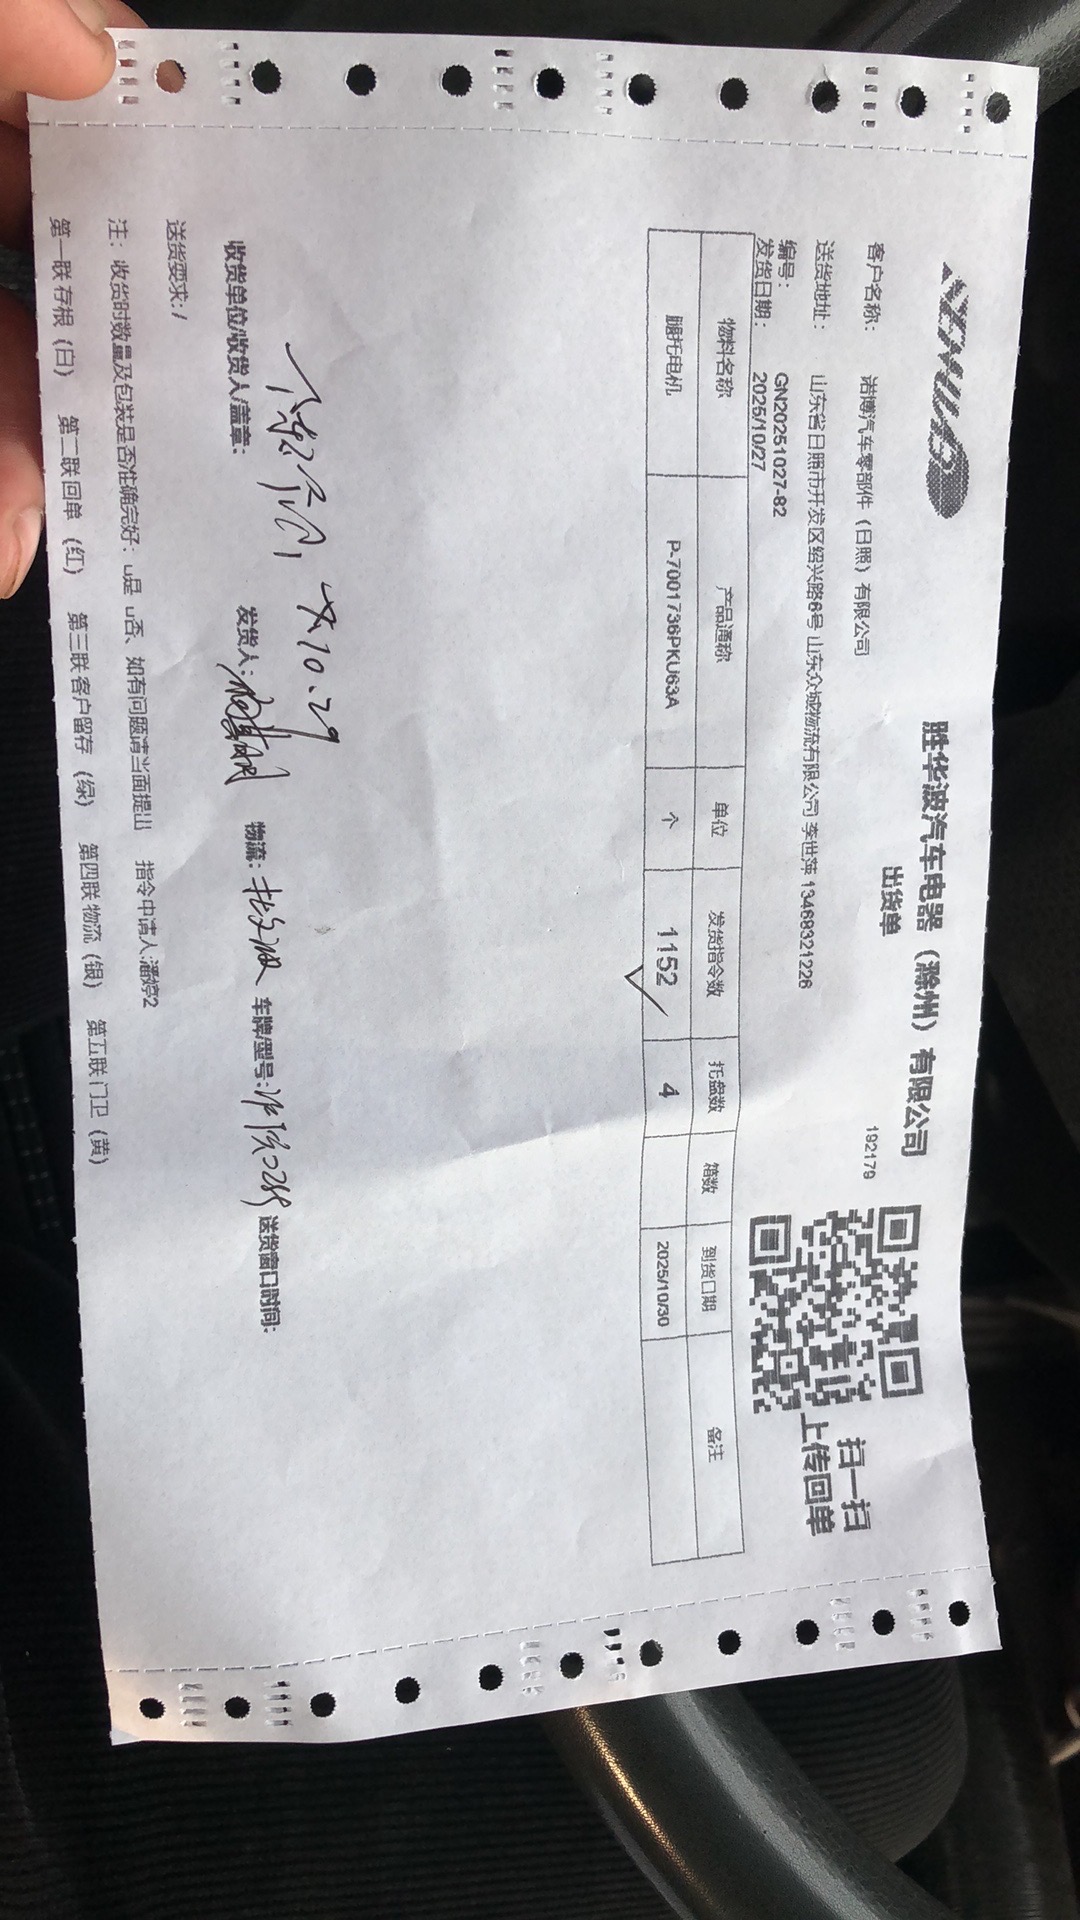 胜华波汽车电器（滁州）有限公司
出货单
192179
客户名称： 诺博汽车零部件（日照）有限公司
送货地址： 山东省日照市开发区绍兴路6号 山东众城物流有限公司 李世萍 13468321226
编号： GN20251027-82
发货日期： 2025/10/27
扫一扫
上传回单
物料名称 产品通称 单位 发货指令数 托盘数 箱数 到货日期 备注
腿托电机 P-7001736PKU63A 个 1152 4 2025/10/30
10.29
收货单位/收货人/盖章： 发货人： 物流： 车牌/型号: 送货窗口时间:
送货要求: /
注：收货时数量及包装是否准确完好：u是 u否、如有问题请当面提出 指令申请人:潘婷2
第一联存根（白） 第二联回单（红） 第三联客户留存（绿） 第四联物流（银） 第五联门卫（黄）